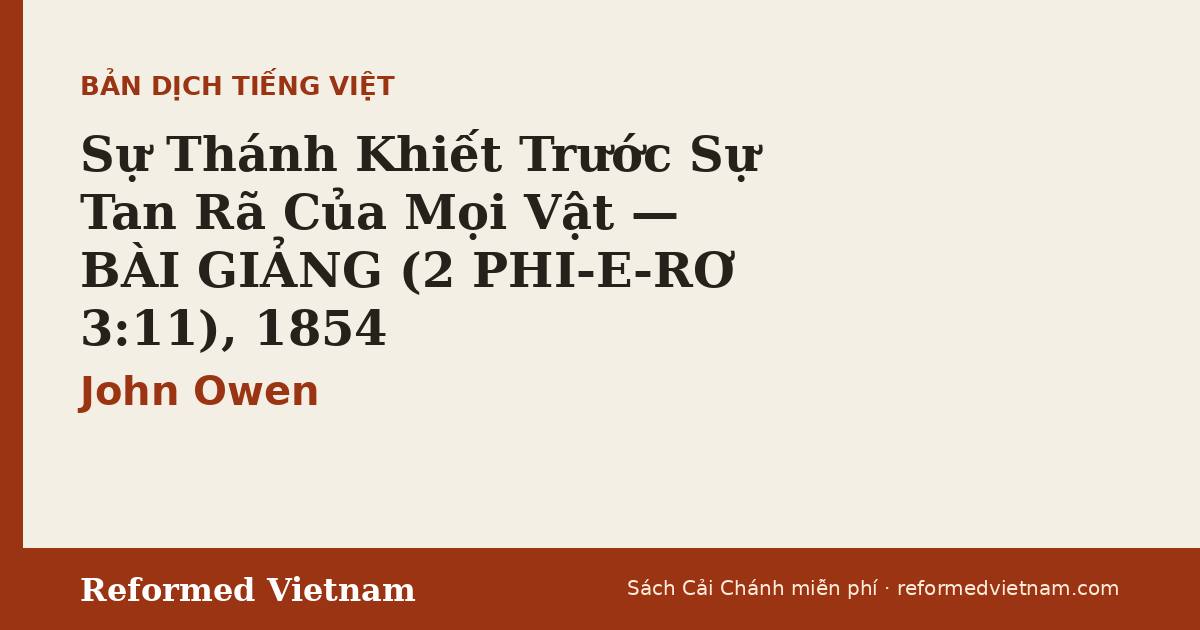 BẢN DỊCH TIẾNG VIỆT
Sự Thánh Khiết Trước Sự
Tan Rã Của Mọi Vật —
BÀI GIẢNG (2 PHI-E-RƠ
3:11), 1854
John Owen
Reformed Vietnam
Sách Cải Chánh miễn phí · reformedvietnam.com